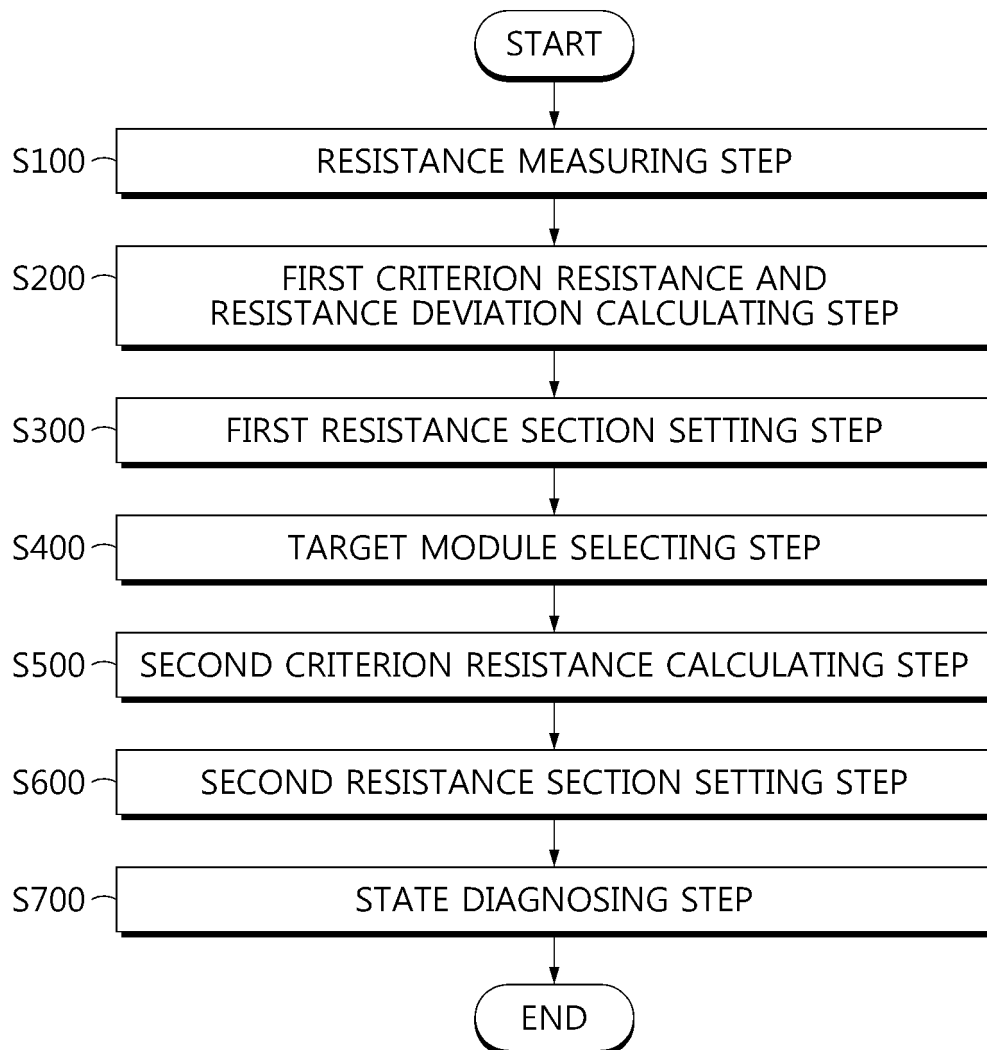 START
S100 RESISTANCE MEASURING STEP
S200 FIRST CRITERION RESISTANCE AND
RESISTANCE DEVIATION CALCULATING STEP
S300 FIRST RESISTANCE SECTION SETTING STEP
S400 TARGET MODULE SELECTING STEP
S500 SECOND CRITERION RESISTANCE CALCULATING STEP
S600 SECOND RESISTANCE SECTION SETTING STEP
S700 STATE DIAGNOSING STEP
END